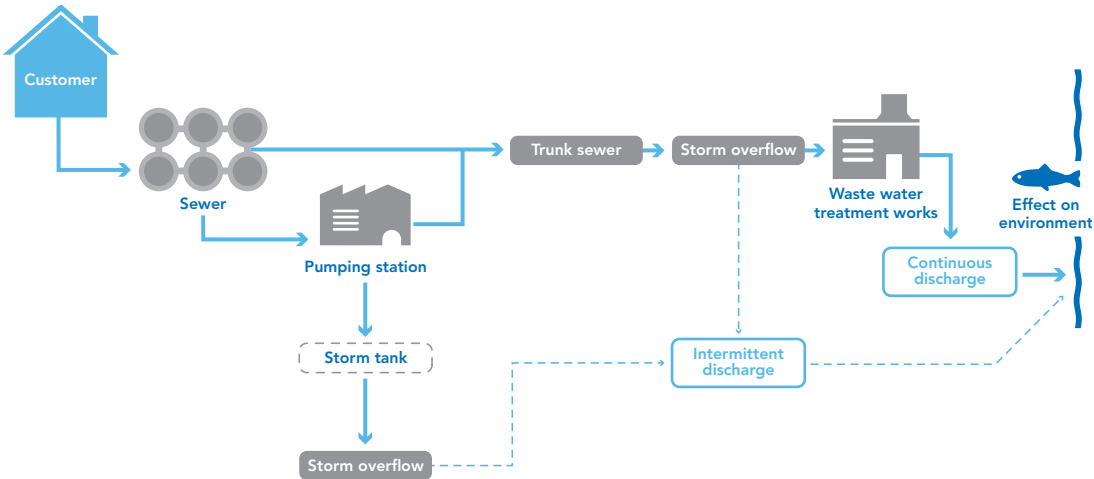 Customer
Sewer
Pumping station
Storm tank
Storm overflow
Trunk sewer
Storm overflow
Waste water
treatment works
Continuous
discharge
Intermittent
discharge
Effect on
environment